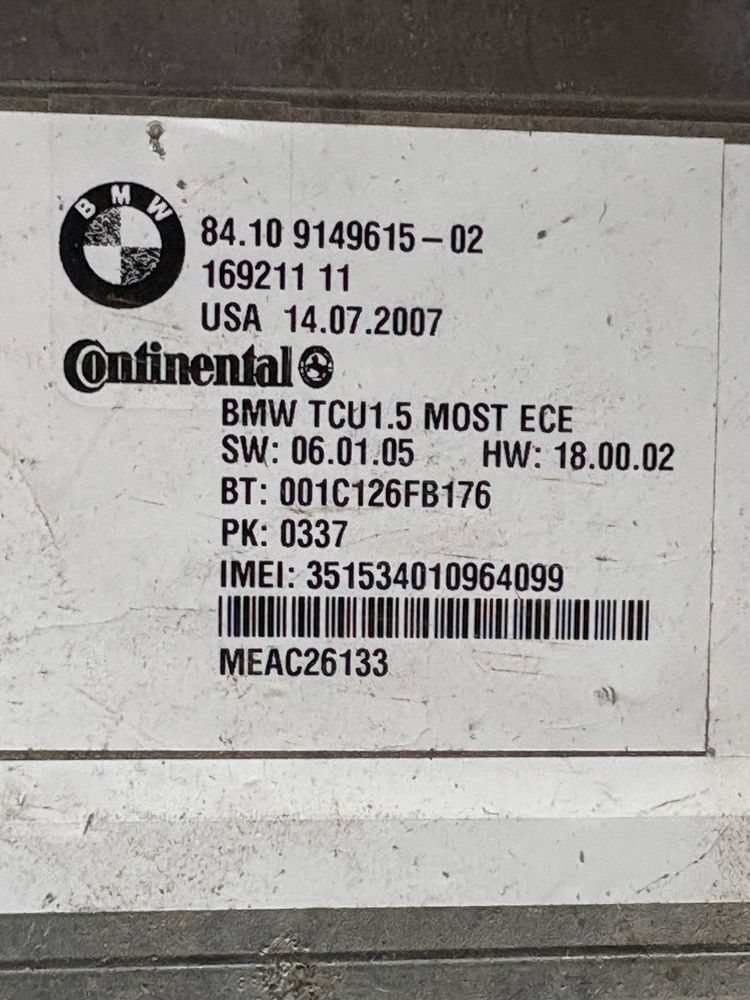 BMW
84.10 9149615-02
169211 11
USA 14.07.2007
Continental
BMW TCU1.5 MOST ECE
SW: 06.01.05 HW: 18.00.02
BT: 001C126FB176
PK: 0337
IMEI: 351534010964099
MEAC26133